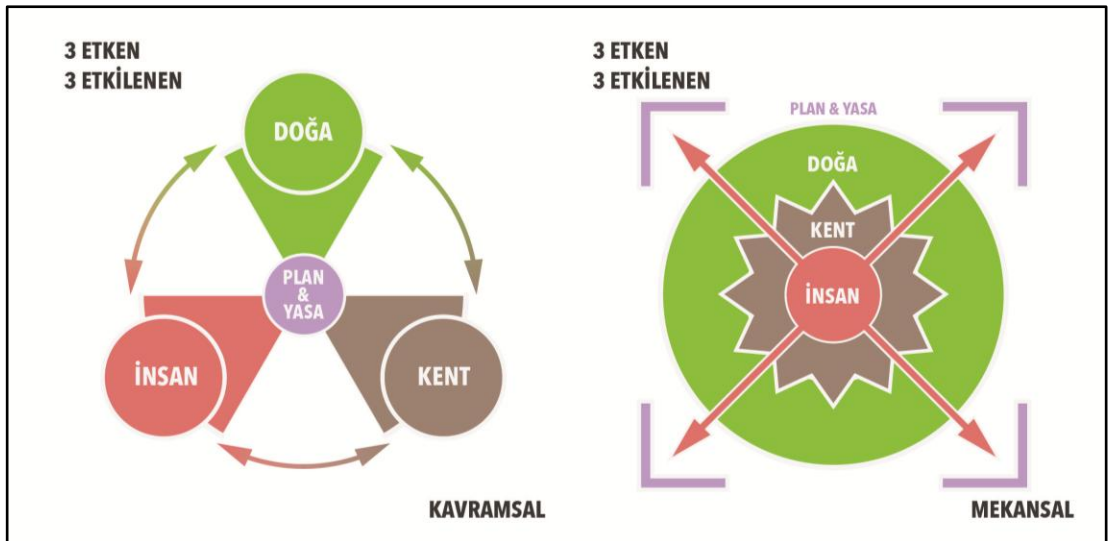 3 ETKEN
3 ETKİLENEN
DOĞA
PLAN
&
YASA
İNSAN
KENT
KAVRAMSAL
3 ETKEN
3 ETKİLENEN
PLAN & YASA
DOĞA
KENT
İNSAN
MEKANSAL